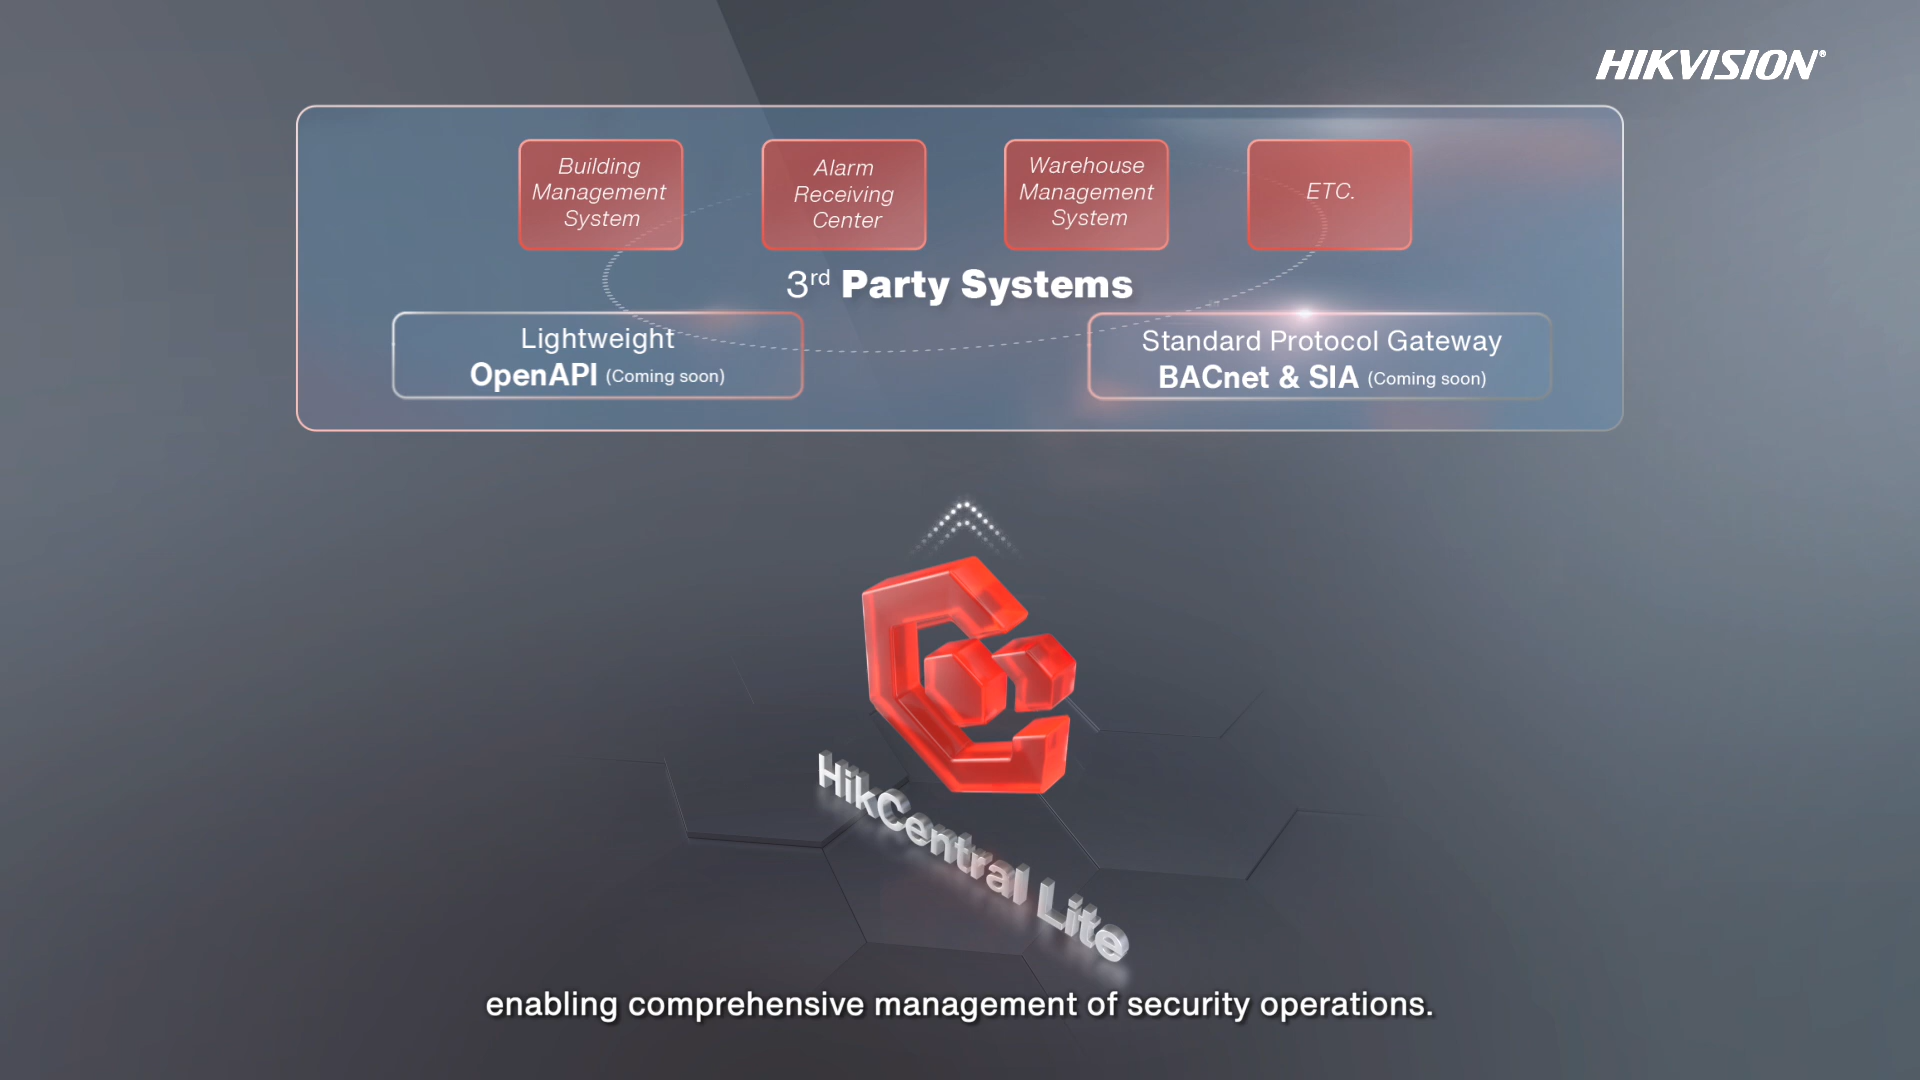 HIKVISION®
Building
Management
System
Alarm
Receiving
Center
Warehouse
Management
System
ETC.
3rd Party Systems
Lightweight
OpenAPI (Coming soon)
Standard Protocol Gateway
BACnet & SIA (Coming soon)
HikCentral Lite
enabling comprehensive management of security operations.